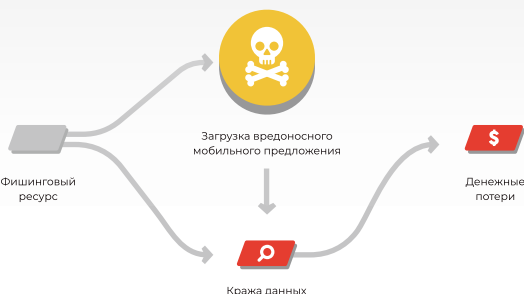 Загрузка вредоносного
мобильного предложения
Фишинговый
ресурс
$
Денежные
потери
Кража данных